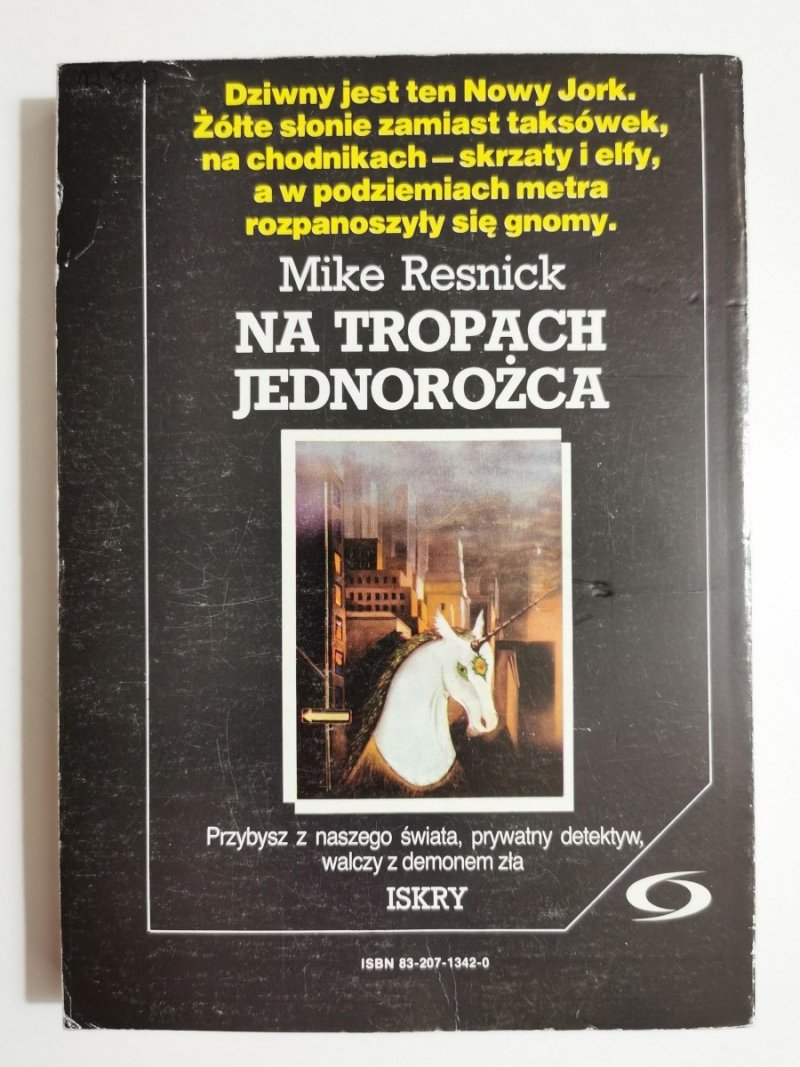 Dziwny jest ten Nowy Jork.
Żółte słonie zamiast taksówek,
na chodnikach – skrzaty i elfy,
a w podziemiach metra
rozpanoszyły się gnomy.
Mike Resnick
NA TROPACH
JEDNOROŻCA
Przybysz z naszego świata, prywatny detektyw,
walczy z demonem zła
ISKRY
ISBN 83-207-1342-0